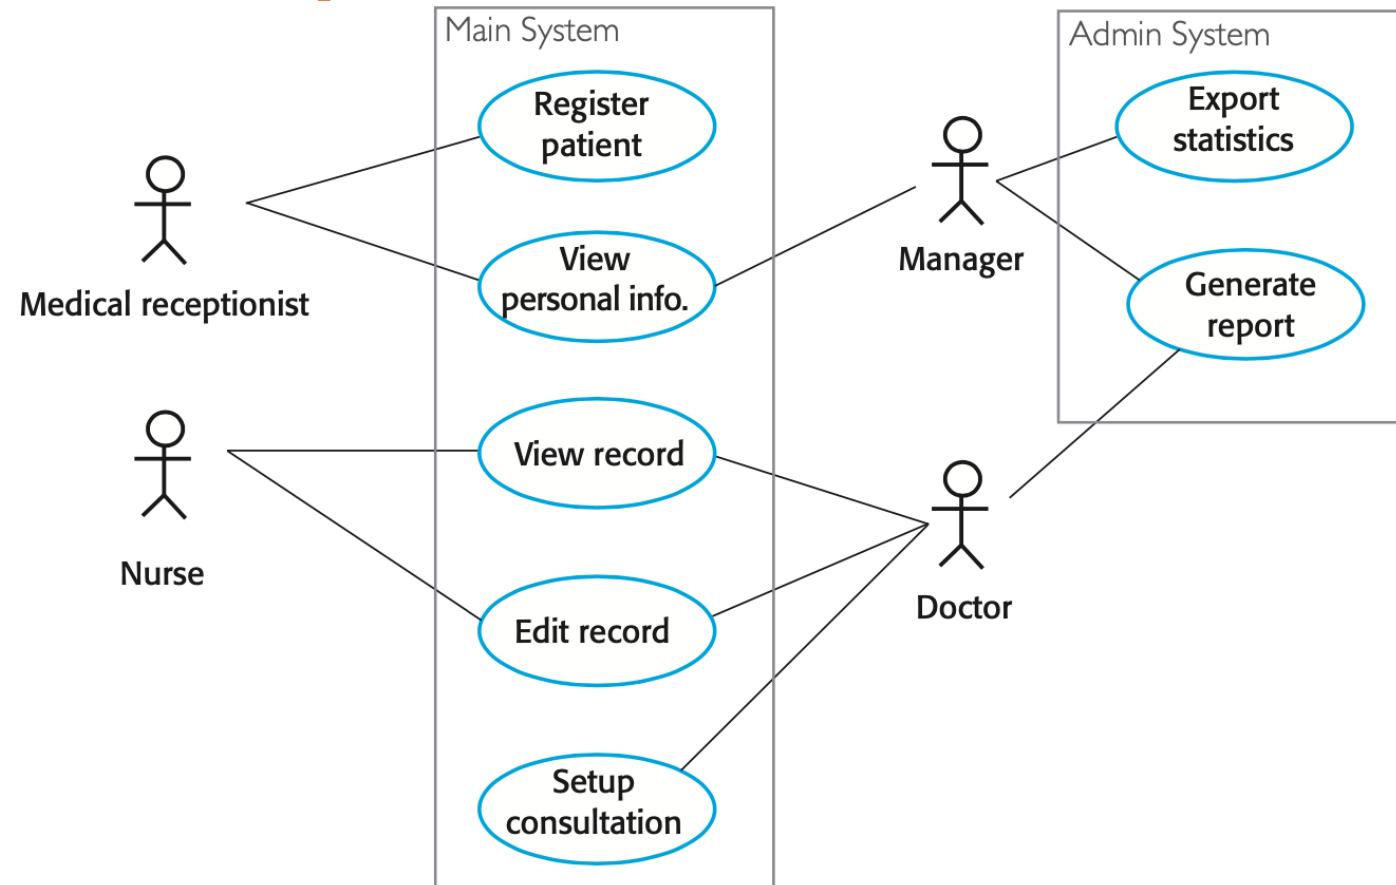 Main System
Admin System
Register
patient
Export
statistics
View
personal info.
Manager
Generate
report
Medical receptionist
View record
Nurse
Doctor
Edit record
Setup
consultation